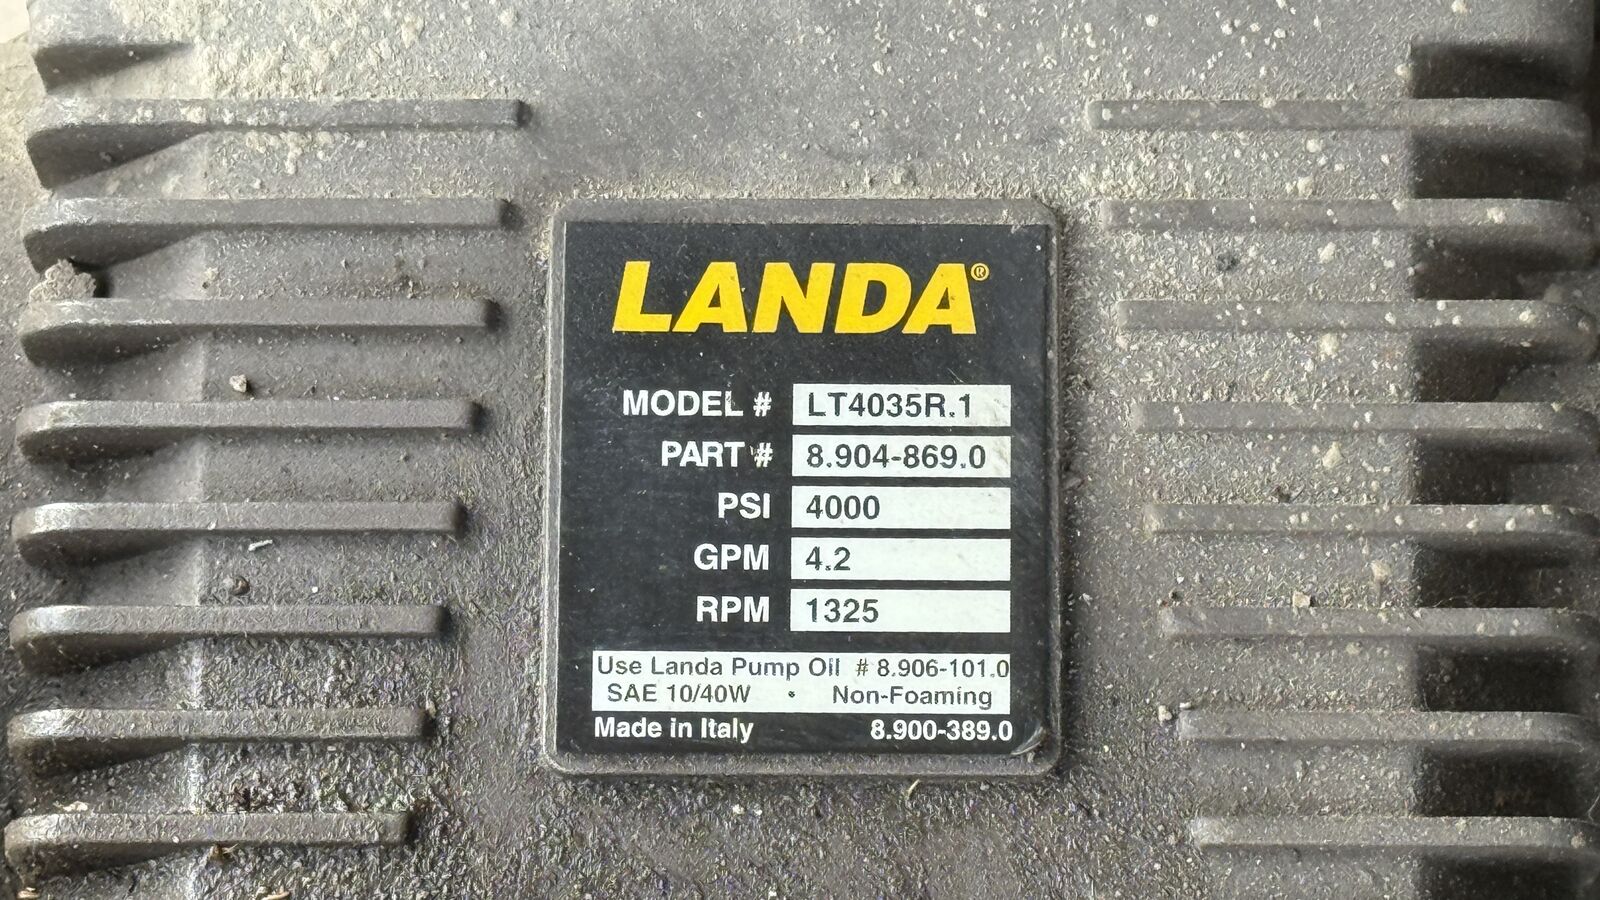 LANDA®
MODEL # LT4035R.1
PART # 8.904-869.0
PSI 4000
GPM 4.2
RPM 1325
Use Landa Pump Oil # 8.906-101.0
SAE 10/40W • Non-Foaming
Made in Italy 8.900-389.0